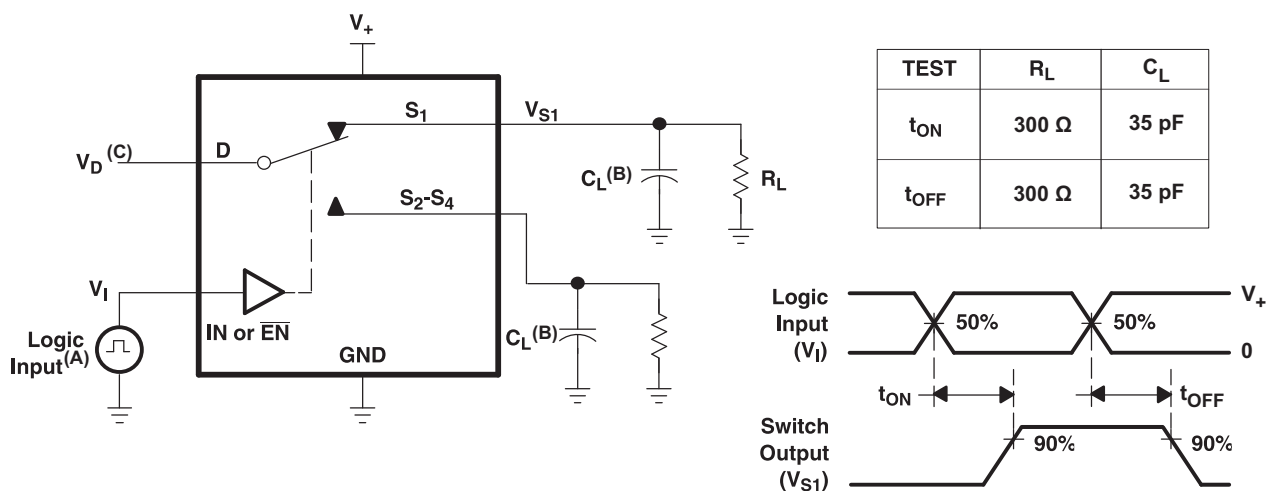 V+
S1
VS1
D
VD (C)
CL(B)
RL
S2-S4
VI
IN or E̅N̅
Logic
Input(A)
GND
CL(B)
TEST RL CL
tON 300 Ω 35 pF
tOFF 300 Ω 35 pF
Logic
Input
(VI)
50%
50%
V+
0
tON
tOFF
Switch
Output
(VS1)
90%
90%